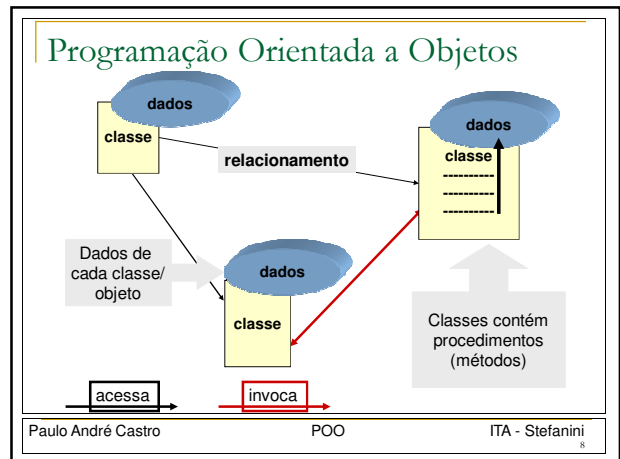 Programação Orientada a Objetos
dados
classe
relacionamento
dados
classe
-----------
-----------
-----------
Dados de
cada classe/
objeto
dados
classe
Classes contém
procedimentos
(métodos)
acessa
invoca
Paulo André Castro POO ITA - Stefanini
8